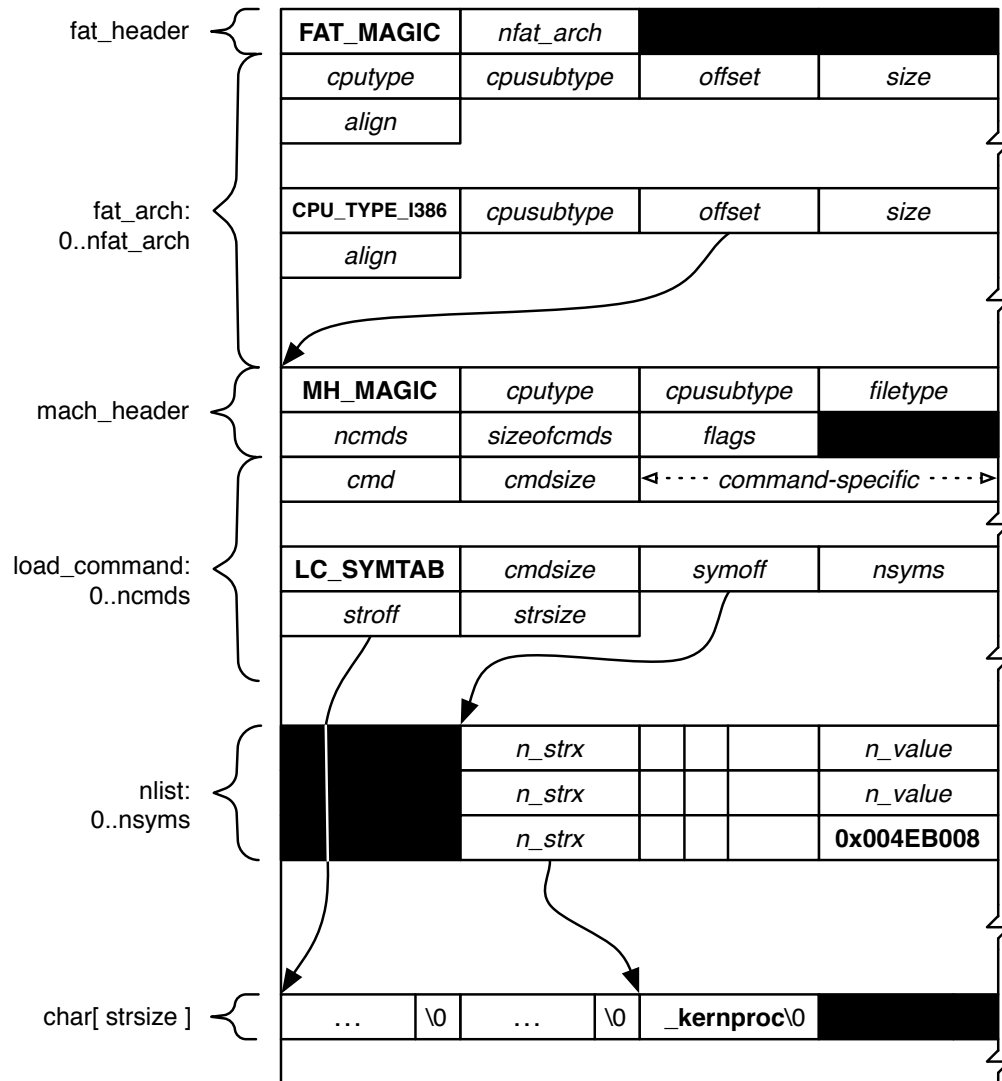 fat_header
FAT_MAGIC nfat_arch
cputype cpusubtype offset size
align
fat_arch:
0..nfat_arch
CPU_TYPE_I386 cpusubtype offset size
align
mach_header
MH_MAGIC cputype cpusubtype filetype
ncmds sizeofcmds flags
cmd cmdsize command-specific
load_command:
0..ncmds
LC_SYMTAB cmdsize symoff nsyms
stroff strsize
nlist:
0..nsyms
n_strx n_value
n_strx n_value
n_strx 0x004EB008
char[ strsize ]
... \0 ... \0 _kernproc\0